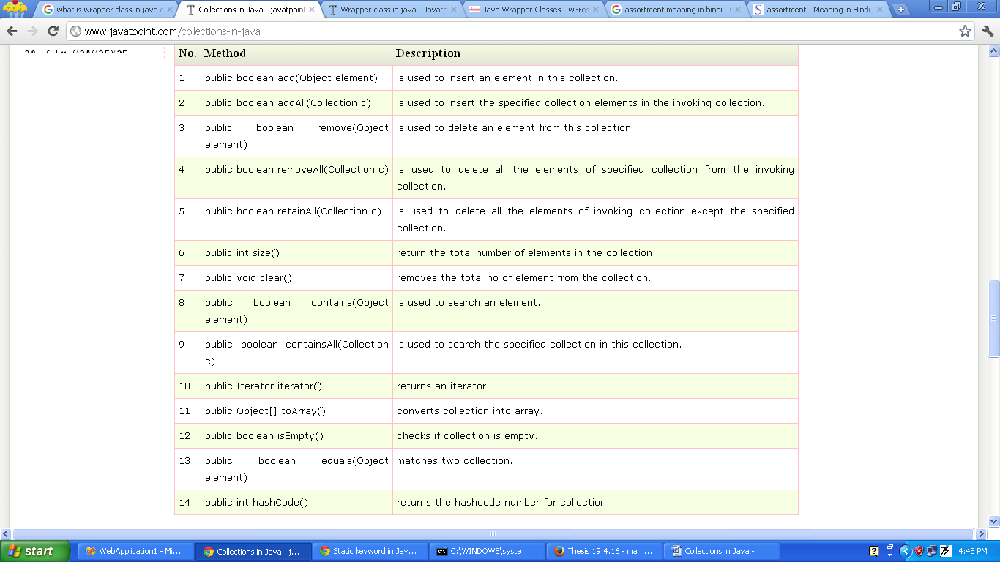 what is wrapper class in java e
Collections in Java - javatpoint
Wrapper class in java - Javatp
Java Wrapper Classes - w3res
assortment meaning in hindi -
assortment - Meaning in Hindi
www.javatpoint.com/collections-in-java
No. Method Description
1 public boolean add(Object element) is used to insert an element in this collection.
2 public boolean addAll(Collection c) is used to insert the specified collection elements in the invoking collection.
3 public boolean remove(Object is used to delete an element from this collection.
element)
4 public boolean removeAll(Collection c) is used to delete all the elements of specified collection from the invoking
collection.
5 public boolean retainAll(Collection c) is used to delete all the elements of invoking collection except the specified
collection.
6 public int size() return the total number of elements in the collection.
7 public void clear() removes the total no of element from the collection.
8 public boolean contains(Object is used to search an element.
element)
9 public boolean containsAll(Collection is used to search the specified collection in this collection.
c)
10 public Iterator iterator() returns an iterator.
11 public Object[] toArray() converts collection into array.
12 public boolean isEmpty() checks if collection is empty.
13 public boolean equals(Object matches two collection.
element)
14 public int hashCode() returns the hashcode number for collection.
start
WebApplication1 - Mi...
Collections in Java - j...
Static keyword in Jav...
C:\WINDOWS\syste...
Thesis 19.4.16 - manj...
Collections in Java - ...
4:45 PM